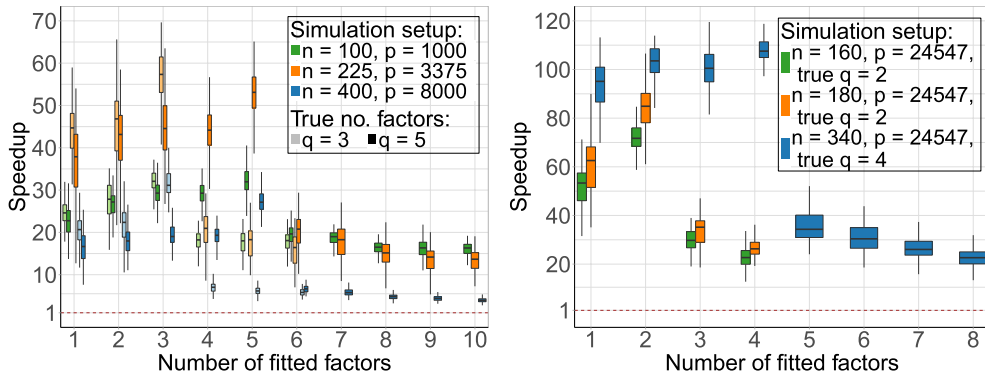 70
60
50
40
30
20
10
1
Speedup
Simulation setup:
n = 100, p = 1000
n = 225, p = 3375
n = 400, p = 8000
True no. factors:
q = 3 q = 5
1 2 3 4 5 6 7 8 9 10
Number of fitted factors
120
100
80
60
40
20
1
Speedup
Simulation setup:
n = 160, p = 24547,
true q = 2
n = 180, p = 24547,
true q = 2
n = 340, p = 24547,
true q = 4
1 2 3 4 5 6 7 8
Number of fitted factors